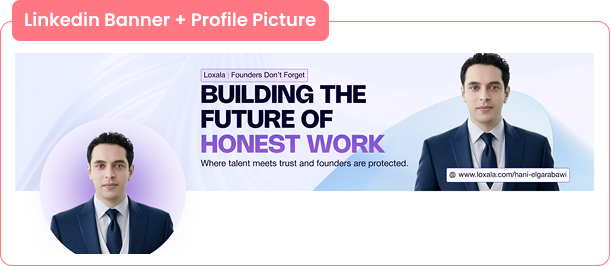 Linkedin Banner + Profile Picture
Loxala | Founders Don't Forget
BUILDING THE
FUTURE OF
HONEST WORK
Where talent meets trust and founders are protected.
www.loxala.com/hani-elgarabawi